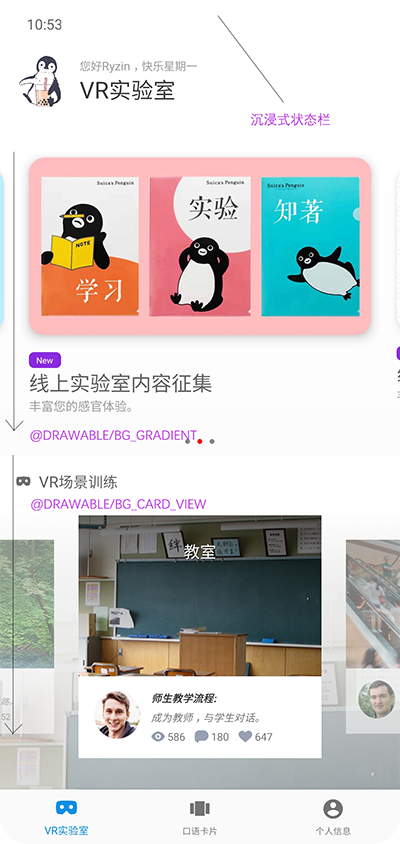 10:53
您好Ryzin，快乐星期一
VR实验室
沉浸式状态栏
Suica's Penguin
Suica's Penguin
Suica's Penguin
NOTE
学习
实验
知著
New
线上实验室内容征集
丰富您的感官体验。
@DRAWABLE/BG_GRADIENT
VR场景训练
@DRAWABLE/BG_CARD_VIEW
教室
师生教学流程:
成为教师，与学生对话。
586 180 647
52
VR实验室
口语卡片
个人信息